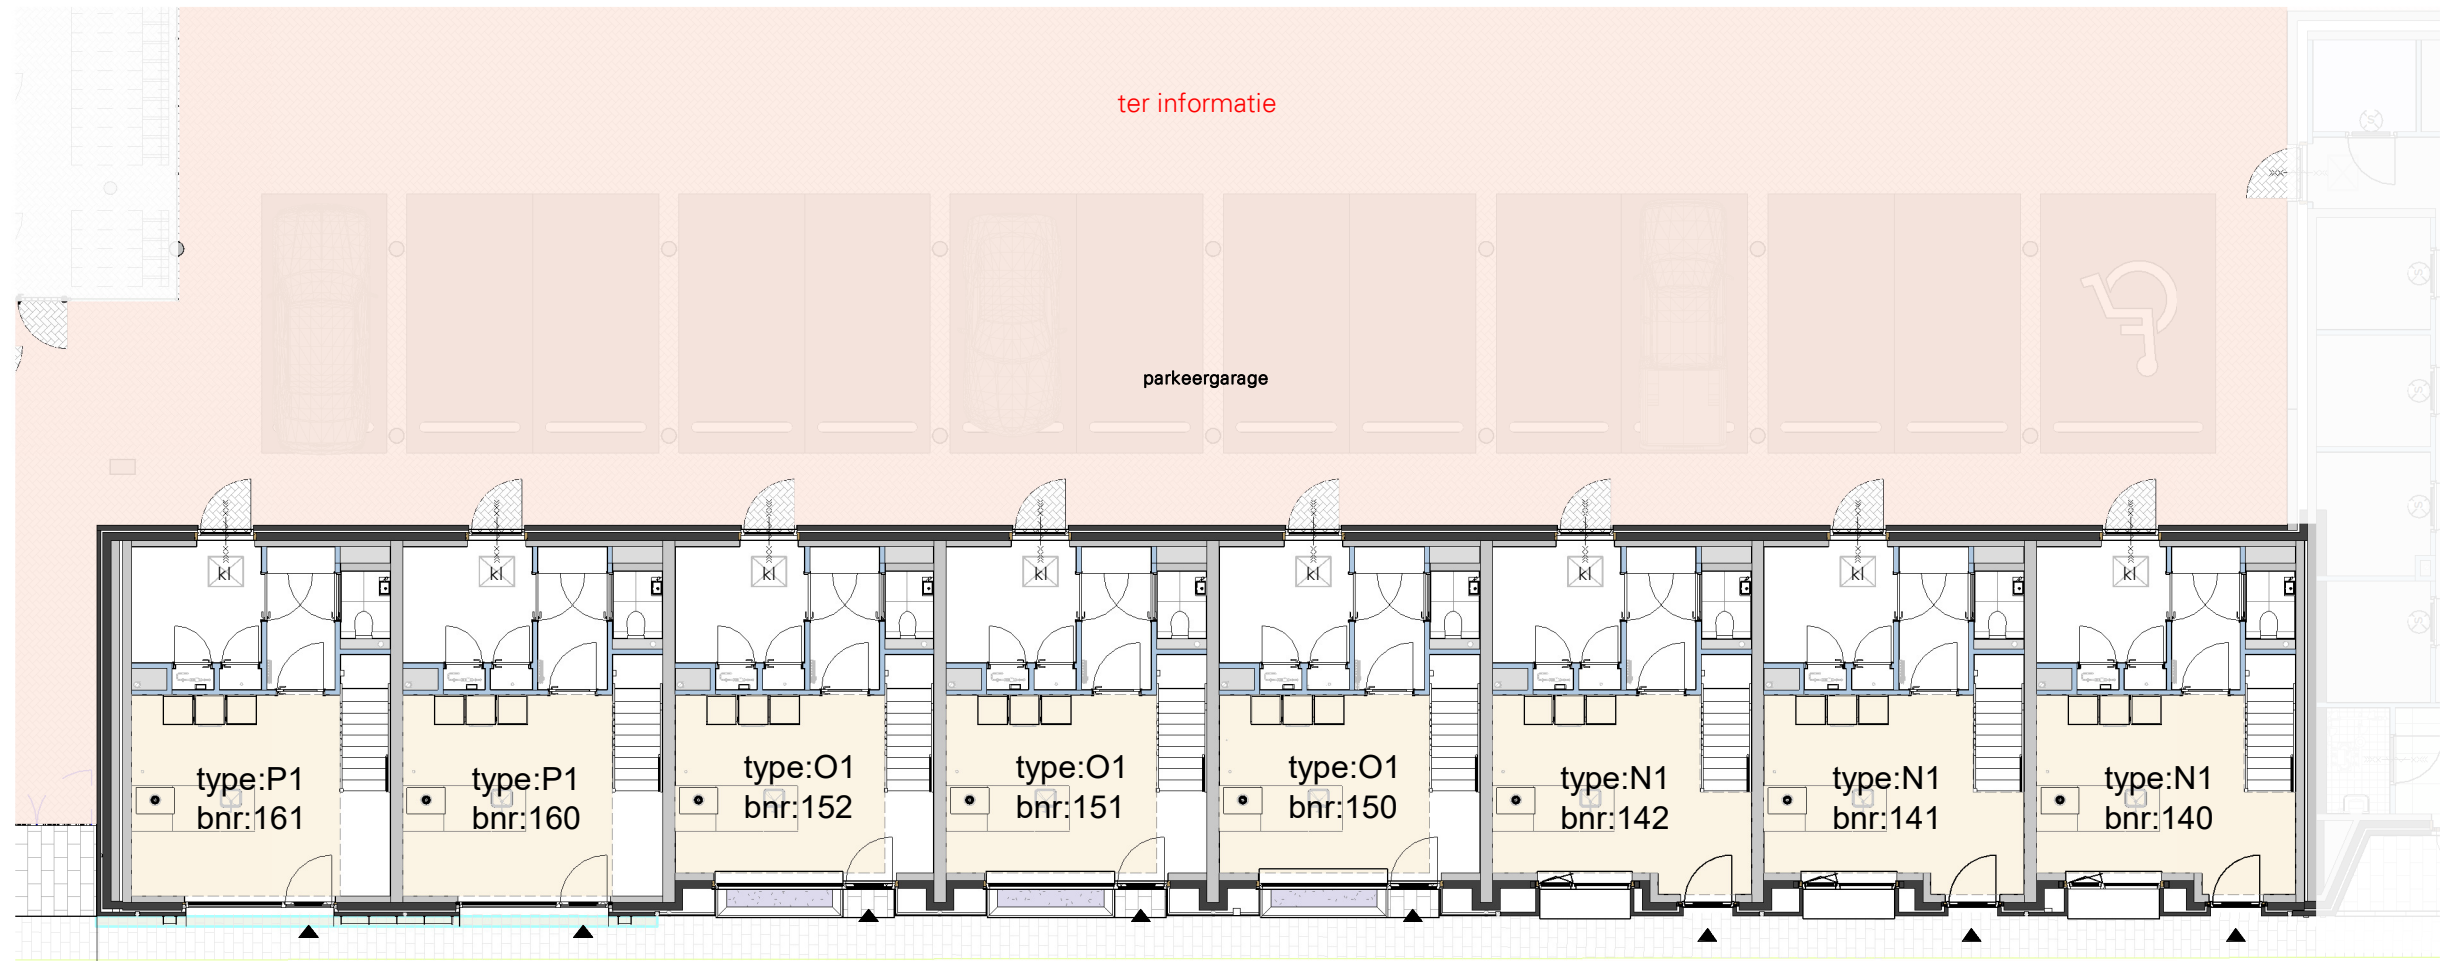 ter informatie
parkeergarage
kl kl kl kl kl kl kl kl
type:P1
bnr:161
type:P1
bnr:160
type:O1
bnr:152
type:O1
bnr:151
type:O1
bnr:150
type:N1
bnr:142
type:N1
bnr:141
type:N1
bnr:140